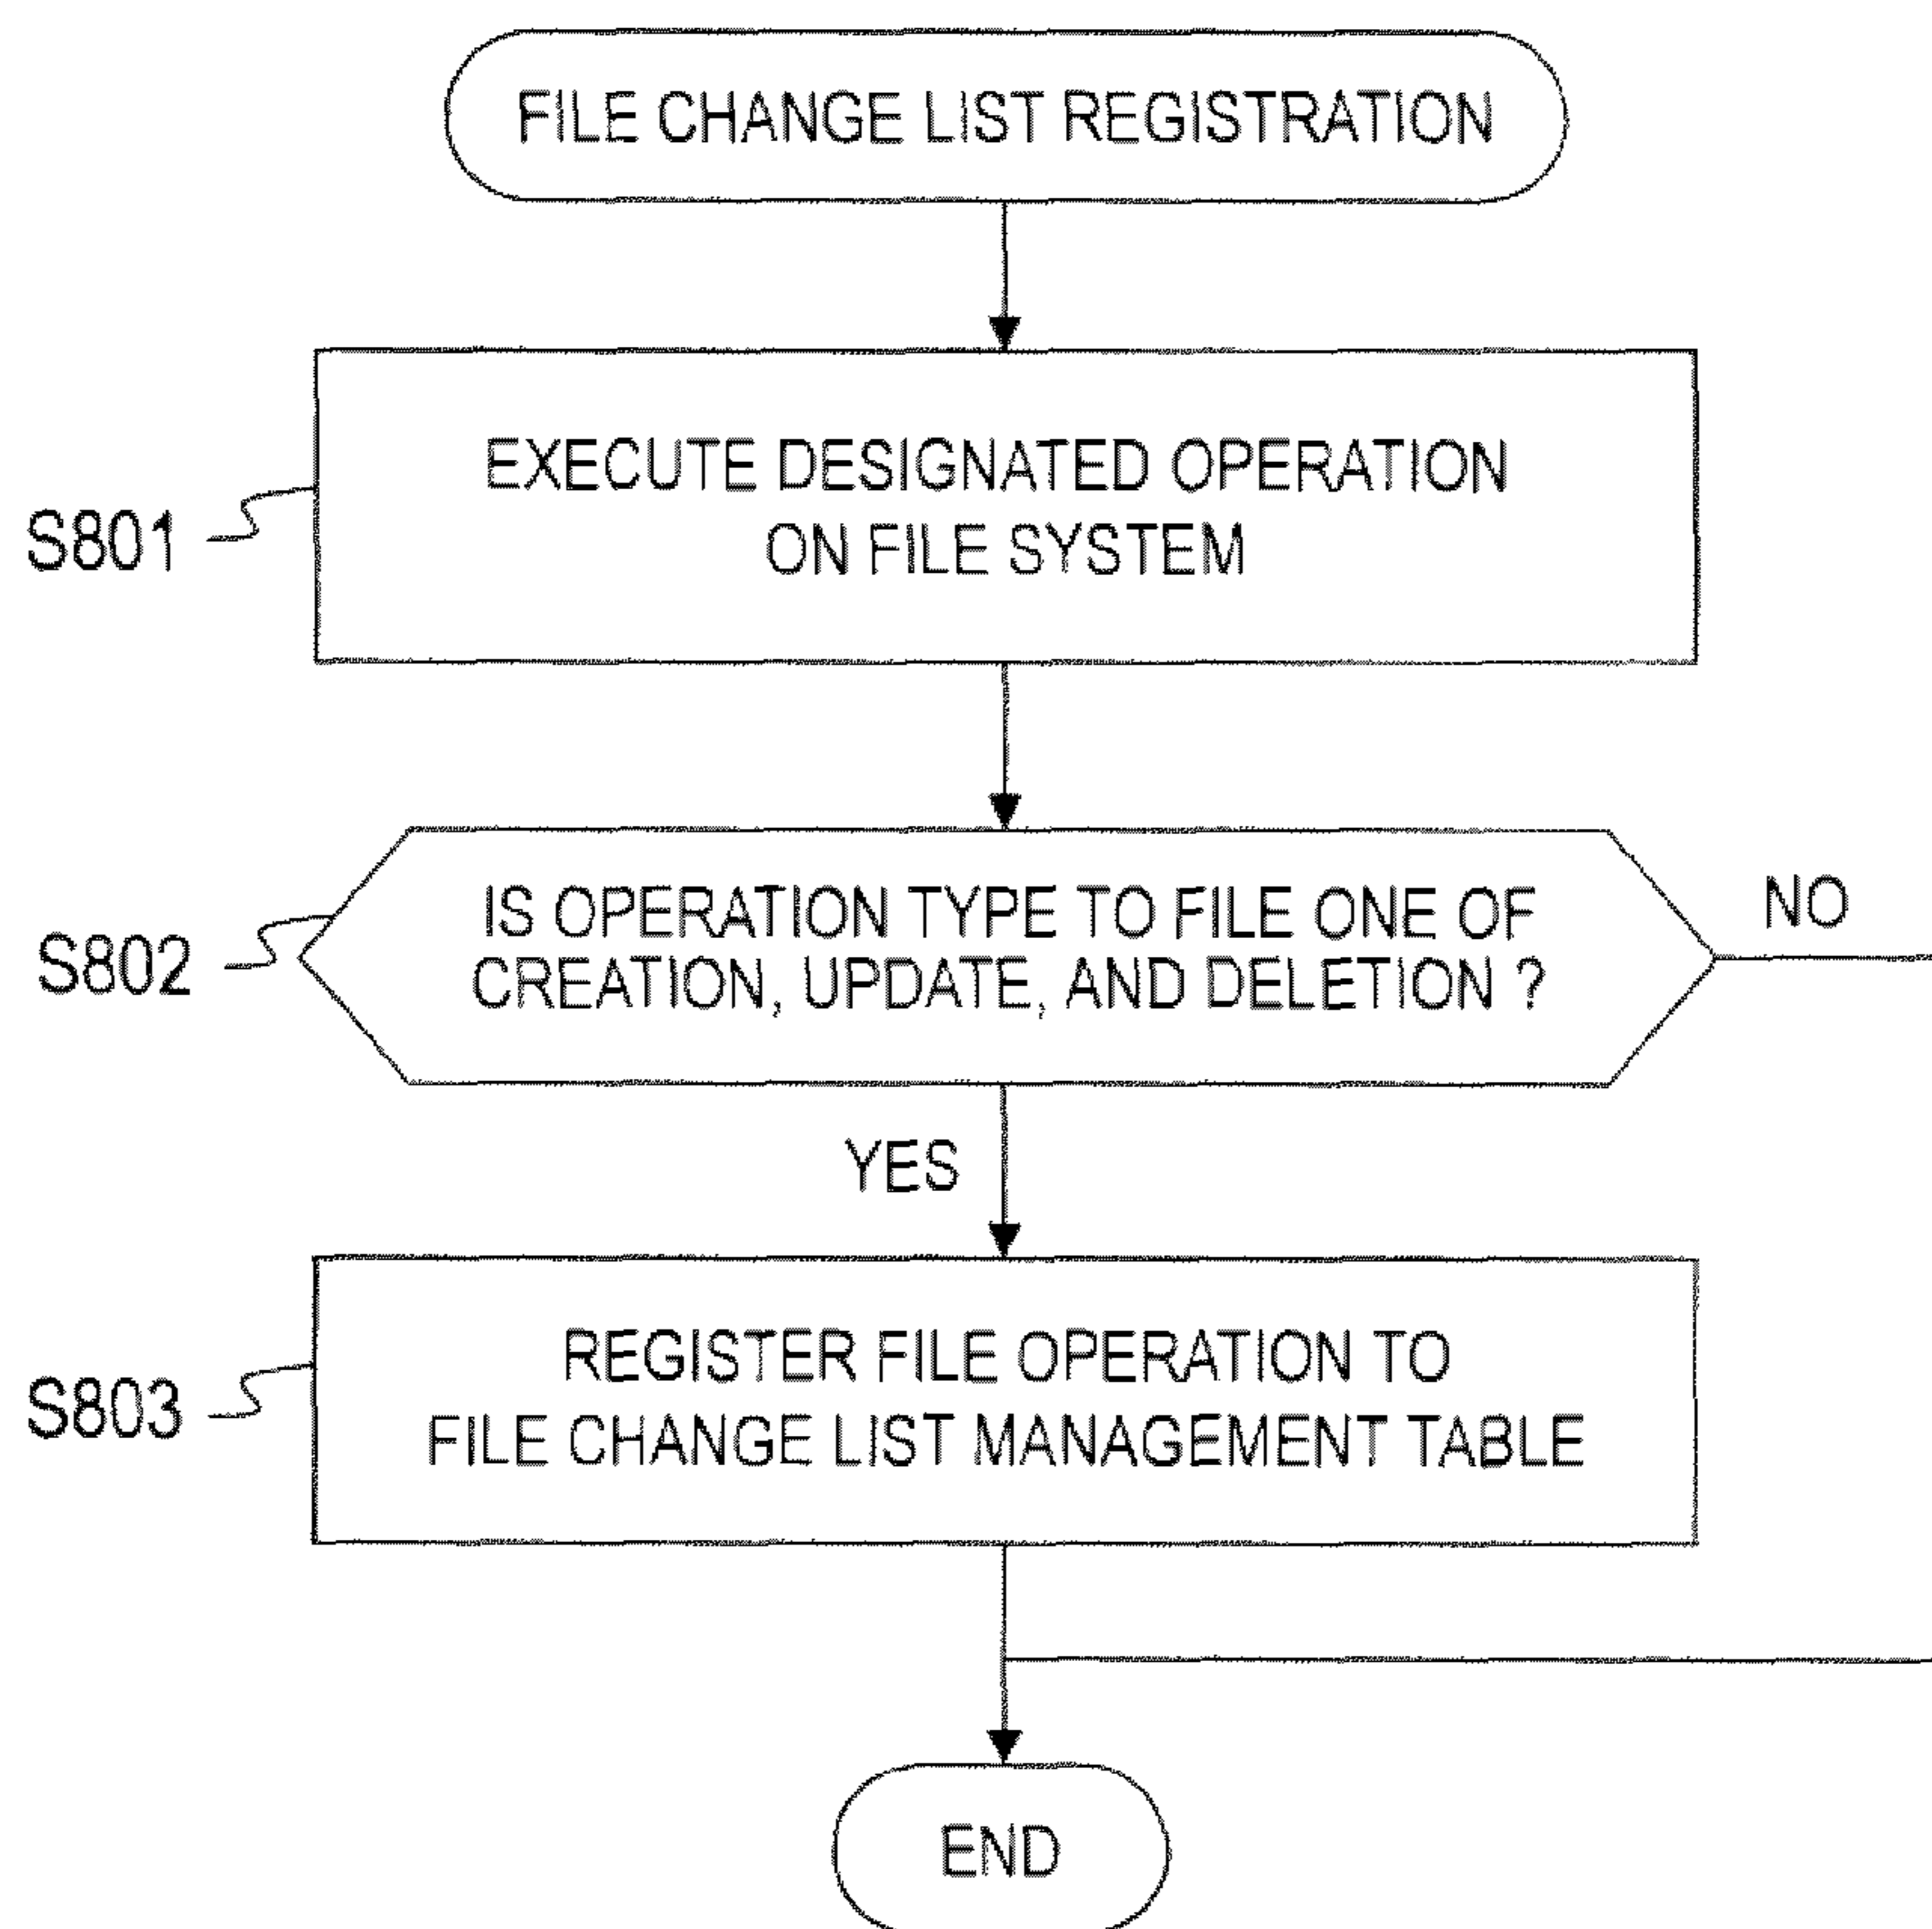 FILE CHANGE LIST REGISTRATION
S801
EXECUTE DESIGNATED OPERATION
ON FILE SYSTEM
S802
IS OPERATION TYPE TO FILE ONE OF
CREATION, UPDATE, AND DELETION ?
NO
YES
S803
REGISTER FILE OPERATION TO
FILE CHANGE LIST MANAGEMENT TABLE
END